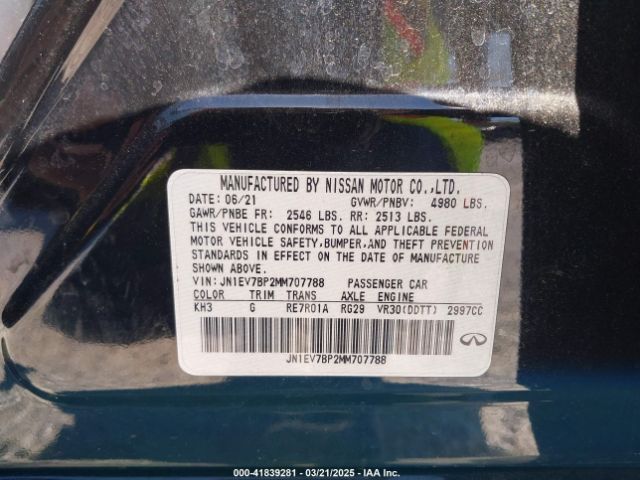 MANUFACTURED BY NISSAN MOTOR CO.,LTD.
DATE: 06/21 GVWR/PNBV: 4980 LBS.
GAWR/PNBE FR: 2546 LBS. RR: 2513 LBS.
THIS VEHICLE CONFORMS TO ALL APPLICABLE FEDERAL
MOTOR VEHICLE SAFETY,BUMPER,AND THEFT PREVENTION
STANDARDS IN EFFECT ON THE DATE OF MANUFACTURE
SHOWN ABOVE.
VIN: JN1EV7BP2MM707788 PASSENGER CAR
COLOR TRIM TRANS AXLE ENGINE
KH3 G RE7R01A RG29 VR30(DDTT) 2997CC
JN1EV7BP2MM707788
000-41839281 - 03/21/2025 - IAA Inc.